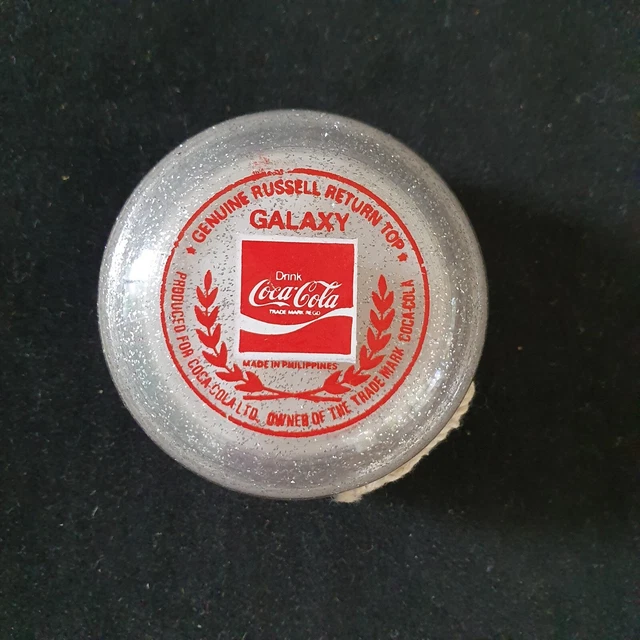 ★ GENUINE RUSSELL RETURN TOP ★
GALAXY
Drink
Coca-Cola
TRADE MARK REGD
MADE IN PHILIPPINES
PRODUCED FOR COCA-COLA LTD. OWNER OF THE TRADE MARK COCA-COLA